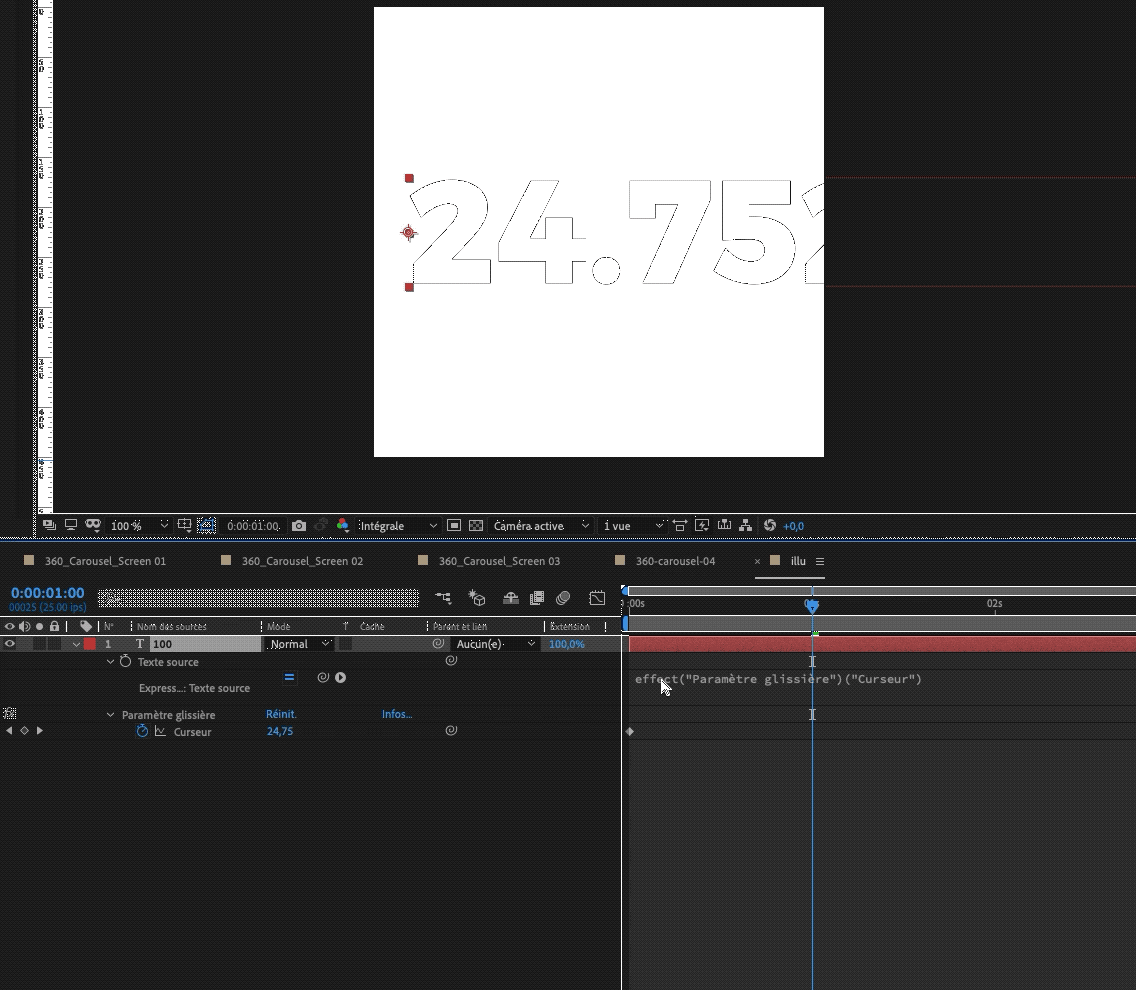 24.752
100 %
0:00:01:00
Intégrale
Caméra active
1 vue
+0,0
360_Carousel_Screen 01
360_Carousel_Screen 02
360_Carousel_Screen 03
360-carousel-04
× illu
0:00:01:00
00025 (25.00 ips)
:00s
02s
N° Nom des sources Mode T Cache Parent et lien Extension
1 T 100 Normal Aucun(e) 100,0%
Texte source
effect("Paramètre glissière")("Curseur")
Express...: Texte source
Paramètre glissière Réinit. Infos...
Curseur 24,75